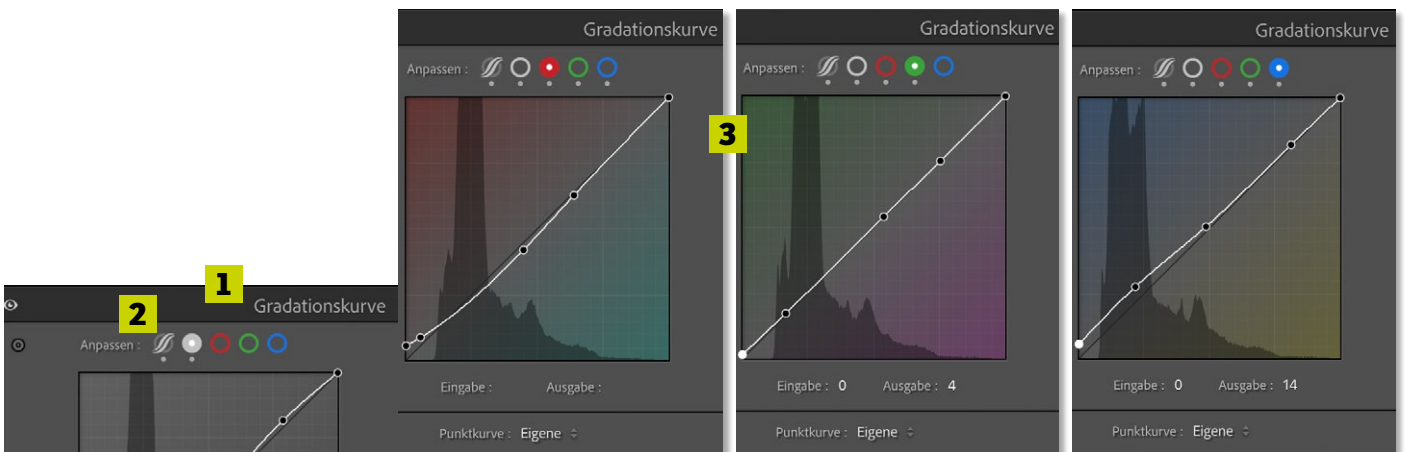 1
Gradationskurve
2
Anpassen :
Gradationskurve
Anpassen :
Eingabe :
Ausgabe :
Punktkurve : Eigene
3
Gradationskurve
Anpassen :
Eingabe : 0
Ausgabe : 4
Punktkurve : Eigene
Gradationskurve
Anpassen :
Eingabe : 0
Ausgabe : 14
Punktkurve : Eigene